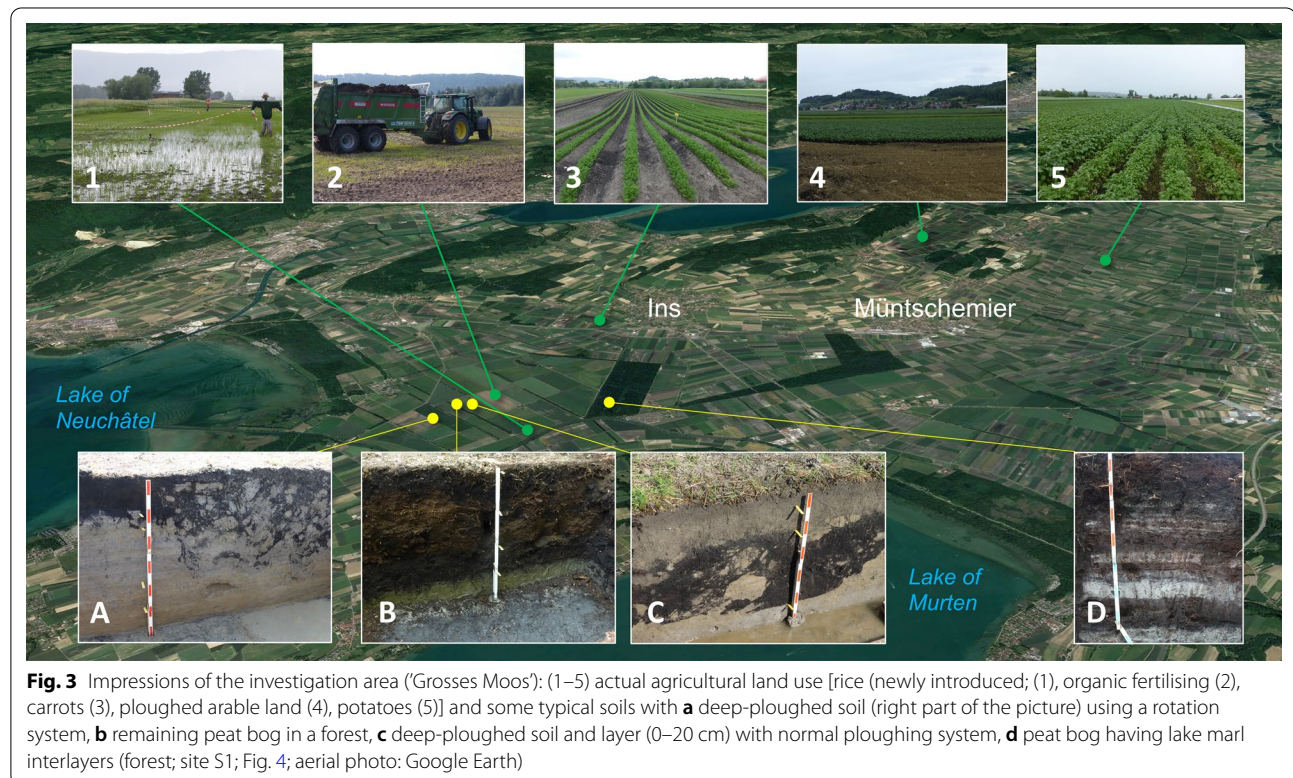 1
2
3
4
5
Ins
Müntschemier
Lake of
Neuchâtel
Lake of
Murten
A
B
C
D
Fig. 3 Impressions of the investigation area ('Grosses Moos'): (1–5) actual agricultural land use [rice (newly introduced; (1), organic fertilising (2),
carrots (3), ploughed arable land (4), potatoes (5)] and some typical soils with a deep-ploughed soil (right part of the picture) using a rotation
system, b remaining peat bog in a forest, c deep-ploughed soil and layer (0–20 cm) with normal ploughing system, d peat bog having lake marl
interlayers (forest; site S1; Fig. 4; aerial photo: Google Earth)